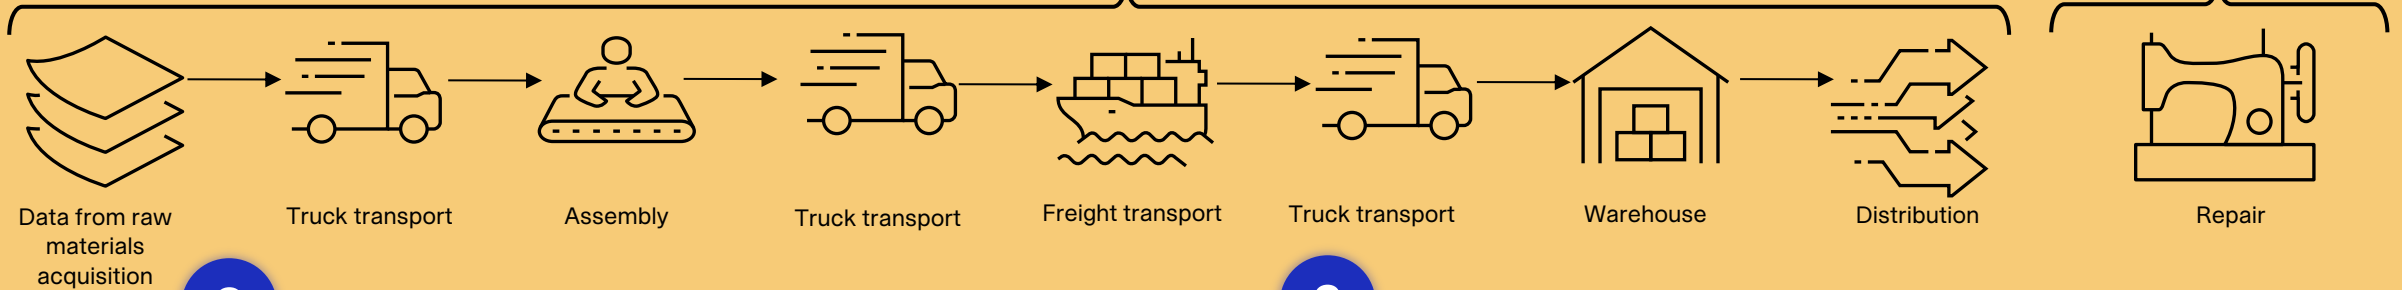 Data from raw
materials
acquisition
Truck transport
Assembly
Truck transport
Freight transport
Truck transport
Warehouse
Distribution
Repair